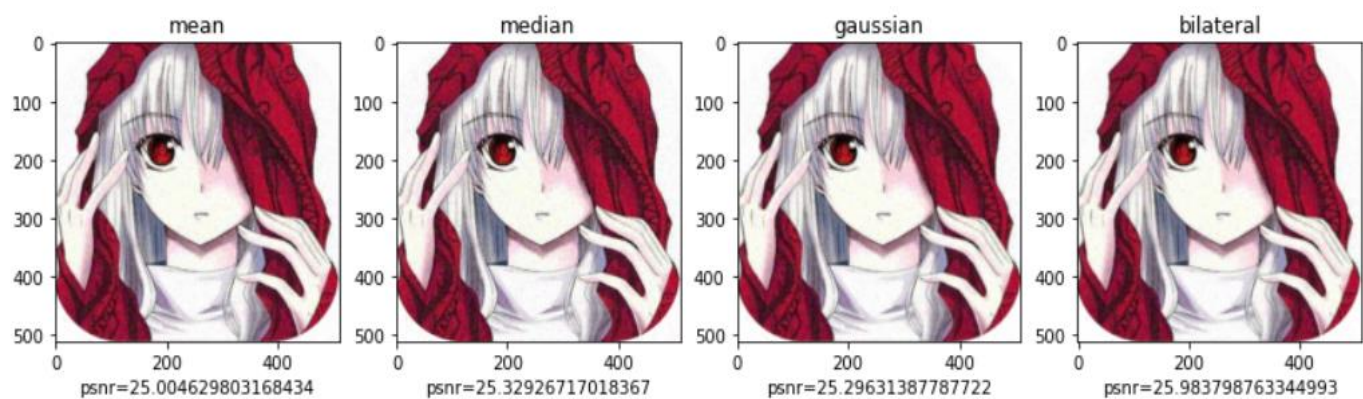 mean median gaussian bilateral
0 0 0 0
100 100 100 100
200 200 200 200
300 300 300 300
400 400 400 400
500 500 500 500
0 200 400 0 200 400 0 200 400 0 200 400
psnr=25.004629803168434 psnr=25.32926717018367 psnr=25.296313877877722 psnr=25.983798763344993